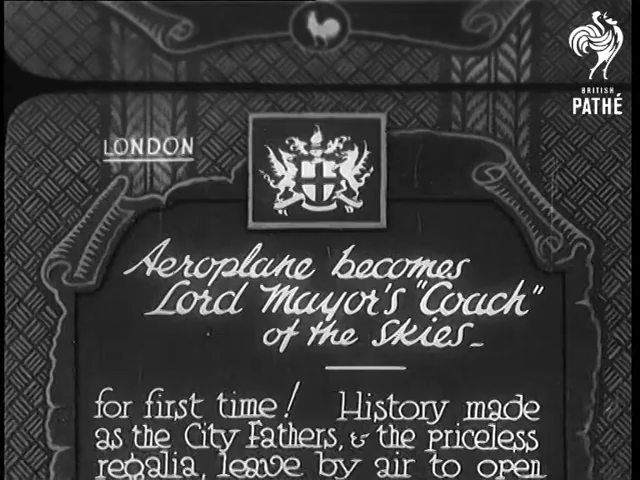 BRITISH
PATHÉ
LONDON
Aeroplane becomes
Lord Mayor's "Coach"
of the skies_
for first time! History made
as the City Fathers, & the priceless
regalia, leave by air to open